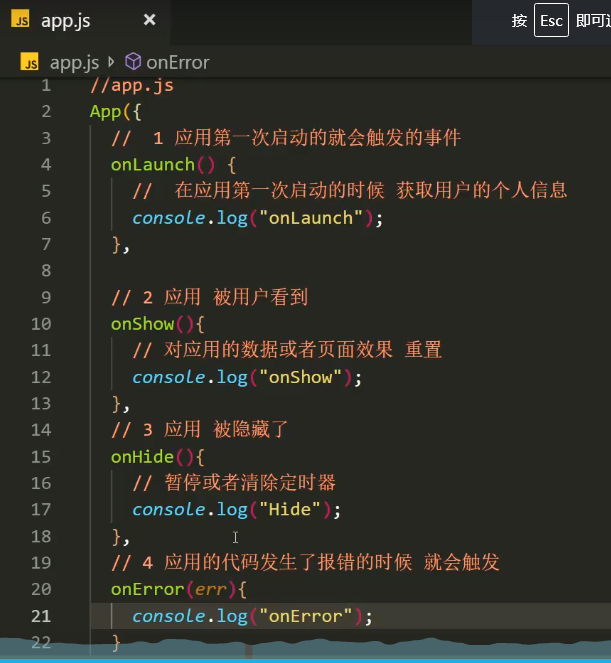 JS app.js ×
按 Esc 即可
JS app.js onError
1 //app.js
2 App({
3 // 1 应用第一次启动的就会触发的事件
4 onLaunch() {
5 // 在应用第一次启动的时候 获取用户的个人信息
6 console.log("onLaunch");
7 },
8
9 // 2 应用 被用户看到
10 onShow(){
11 // 对应用的数据或者页面效果 重置
12 console.log("onShow");
13 },
14 // 3 应用 被隐藏了
15 onHide(){
16 // 暂停或者清除定时器
17 console.log("Hide");
18 },
19 // 4 应用的代码发生了报错的时候 就会触发
20 onError(err){
21 console.log("onError");
22 }